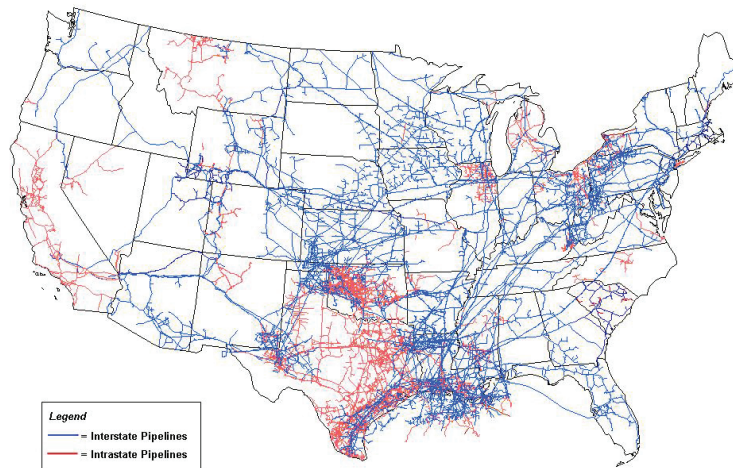 Legend
= Interstate Pipelines
= Intrastate Pipelines